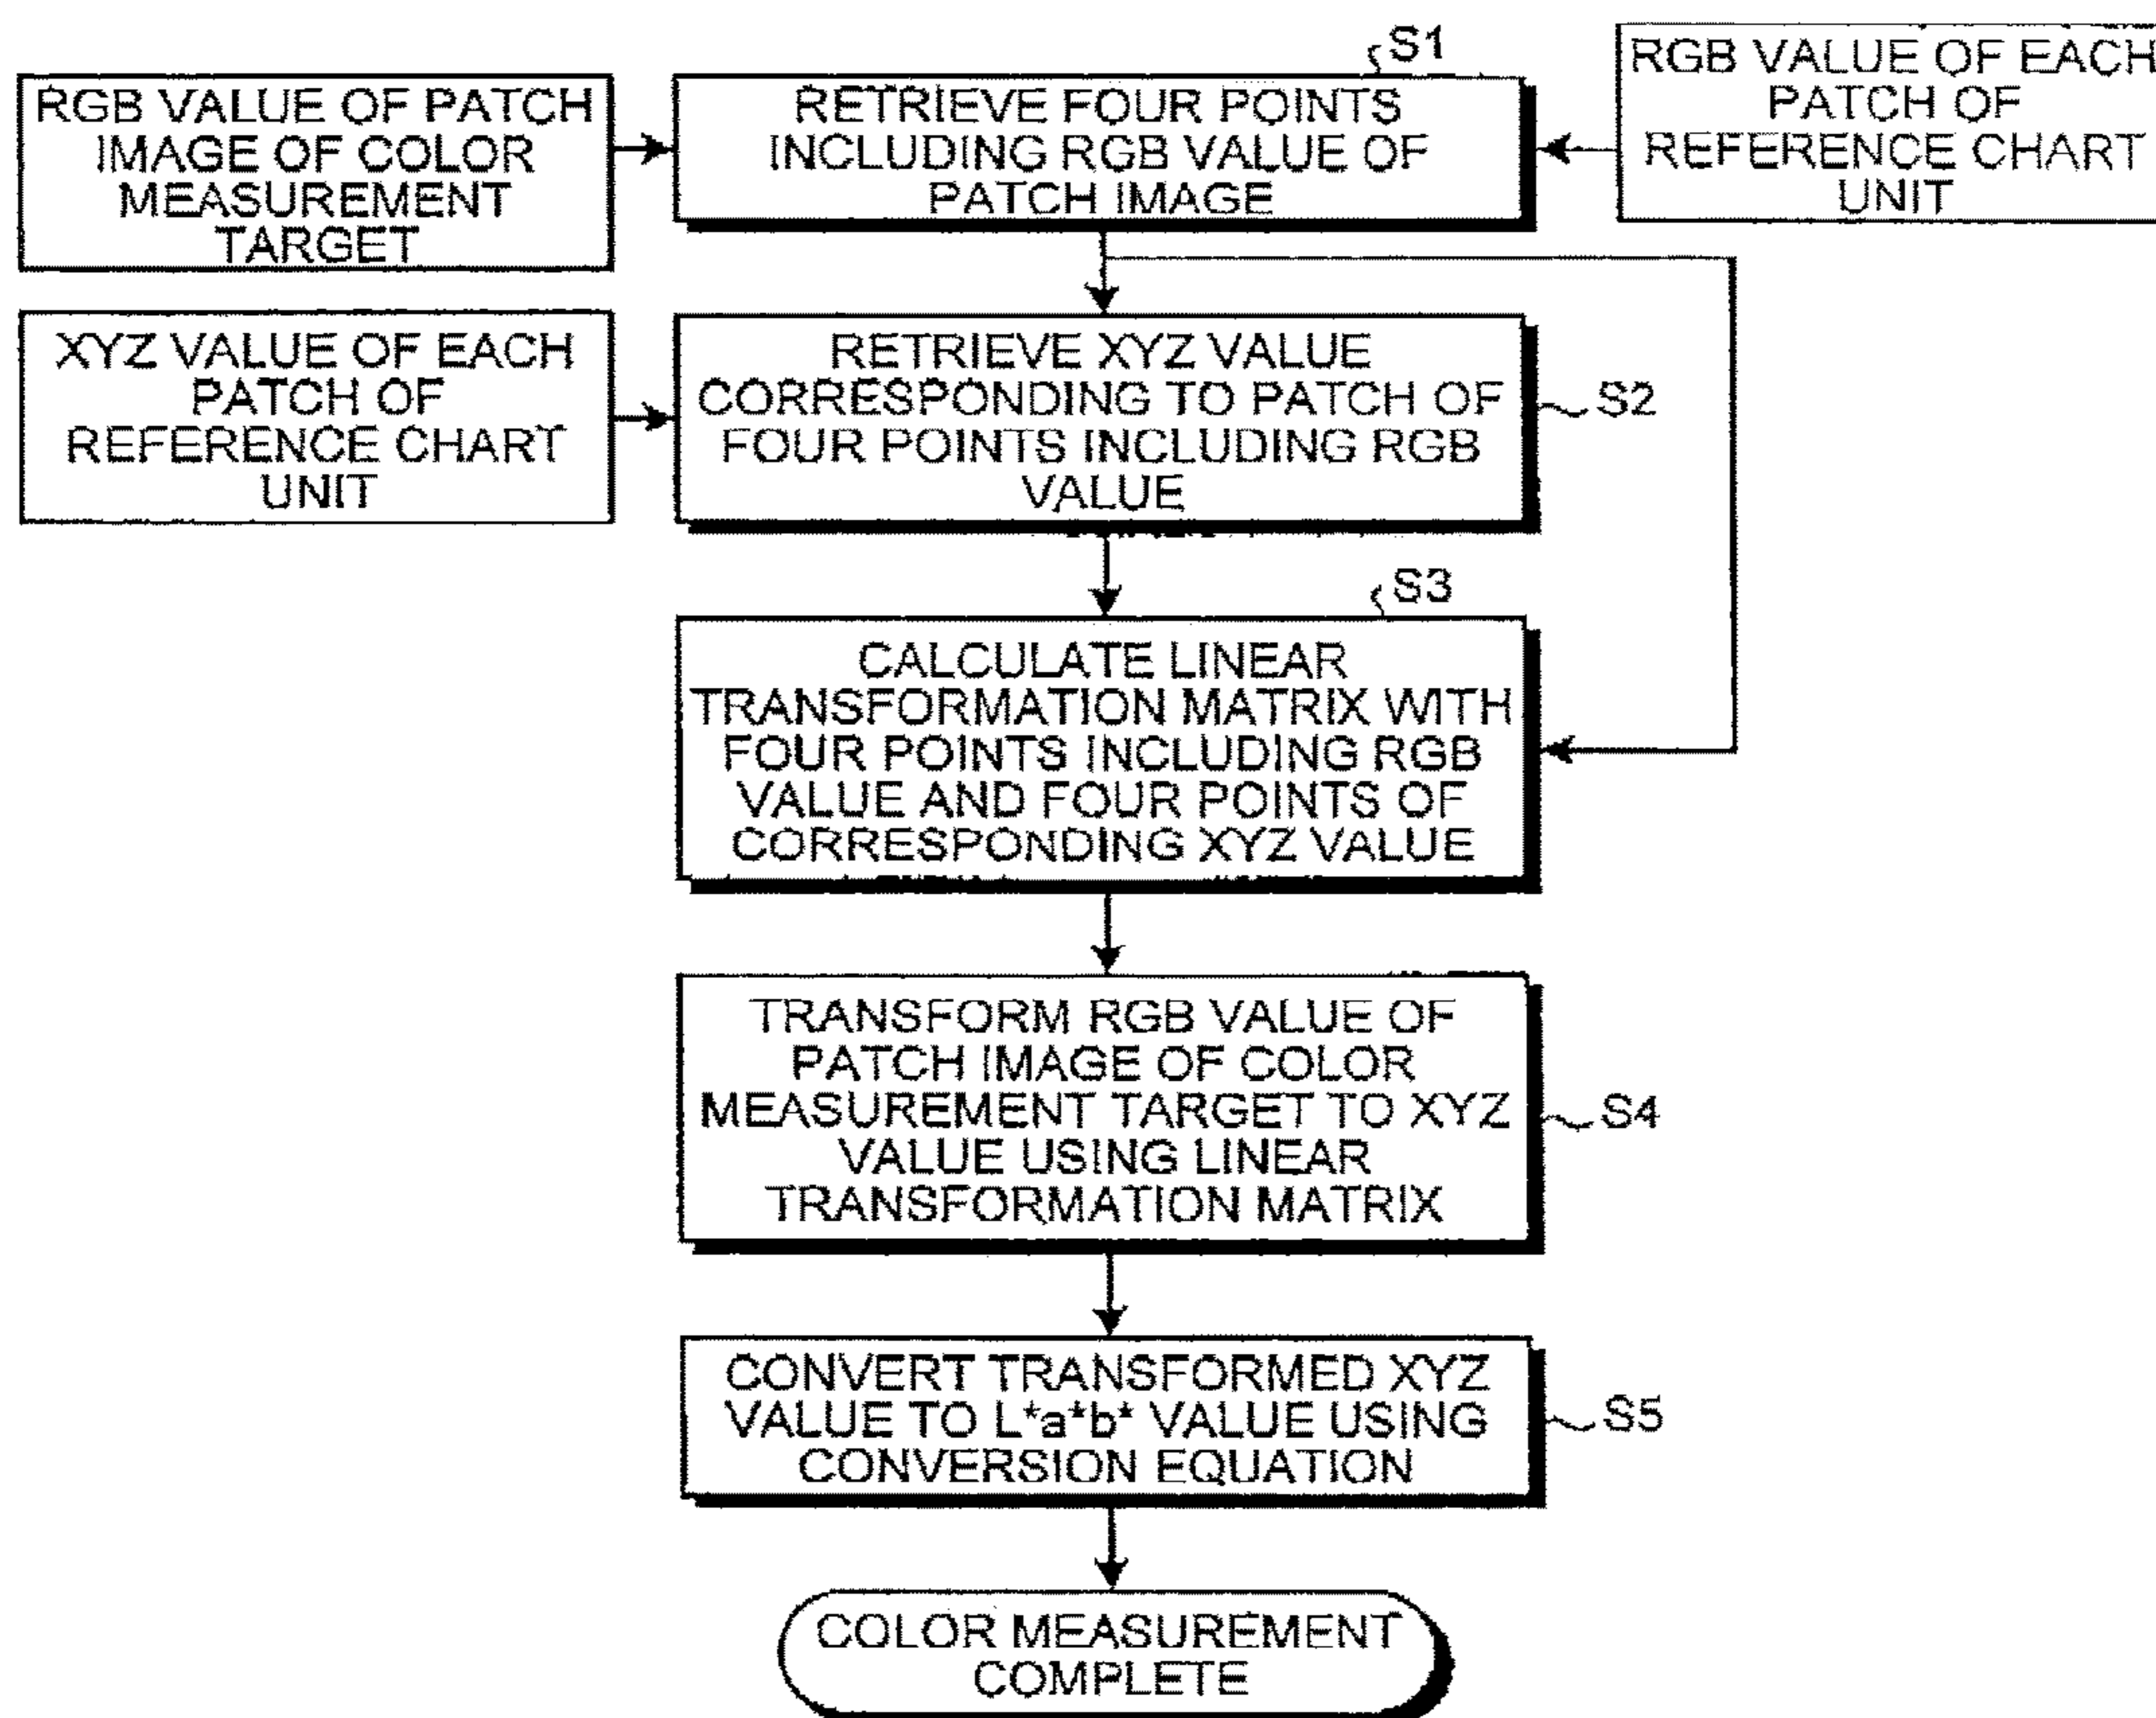 RGB VALUE OF PATCH
IMAGE OF COLOR
MEASUREMENT
TARGET
S1
RETRIEVE FOUR POINTS
INCLUDING RGB VALUE OF
PATCH IMAGE
RGB VALUE OF EACH
PATCH OF
REFERENCE CHART
UNIT
XYZ VALUE OF EACH
PATCH OF
REFERENCE CHART
UNIT
RETRIEVE XYZ VALUE
CORRESPONDING TO PATCH OF
FOUR POINTS INCLUDING RGB
VALUE
S2
S3
CALCULATE LINEAR
TRANSFORMATION MATRIX WITH
FOUR POINTS INCLUDING RGB
VALUE AND FOUR POINTS OF
CORRESPONDING XYZ VALUE
TRANSFORM RGB VALUE OF
PATCH IMAGE OF COLOR
MEASUREMENT TARGET TO XYZ
VALUE USING LINEAR
TRANSFORMATION MATRIX
S4
CONVERT TRANSFORMED XYZ
VALUE TO L*a*b* VALUE USING
CONVERSION EQUATION
S5
COLOR MEASUREMENT
COMPLETE